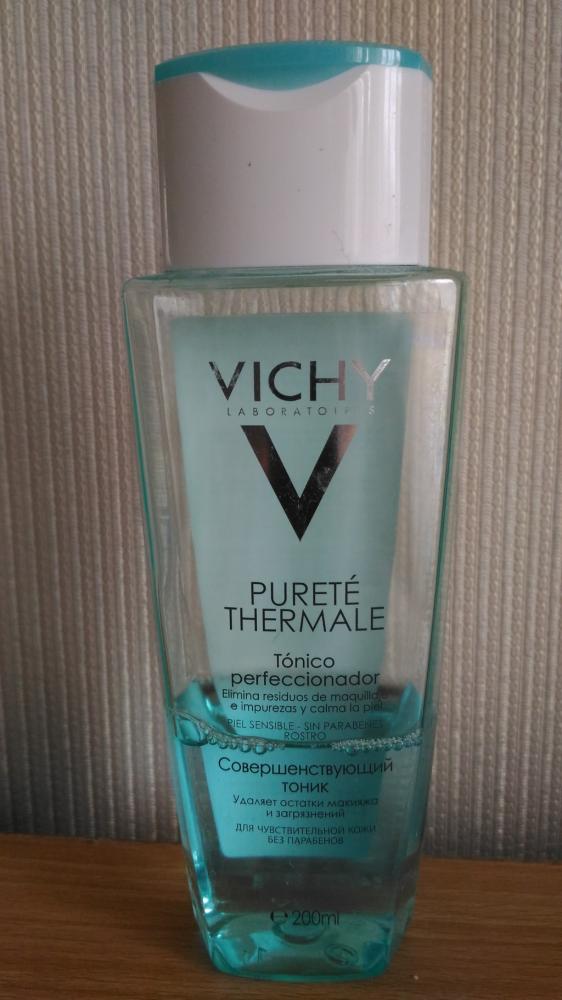 VICHY
LABORATOIRES
V
PURETÉ
THERMALE
Tónico
perfeccionador
Elimina residuos de maquillaje
e impurezas y calma la piel
PIEL SENSIBLE - SIN PARABENES
ROSTRO
Совершенствующий
тоник
Удаляет остатки макияжа
и загрязнений
ДЛЯ ЧУВСТВИТЕЛЬНОЙ КОЖИ
БЕЗ ПАРАБЕНОВ
℮ 200ml